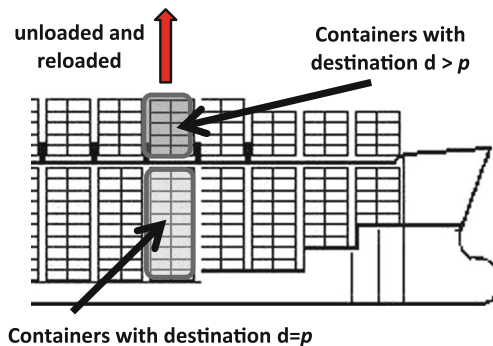 unloaded and
reloaded
Containers with
destination d > p
Containers with destination d=p